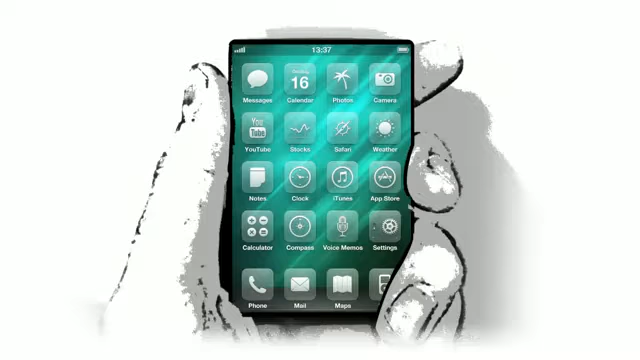 13:37
16
Messages Calendar Photos Camera
You
Tube
YouTube Stocks Safari Weather
Notes Clock iTunes App Store
Calculator Compass Voice Memos Settings
Phone Mail Maps